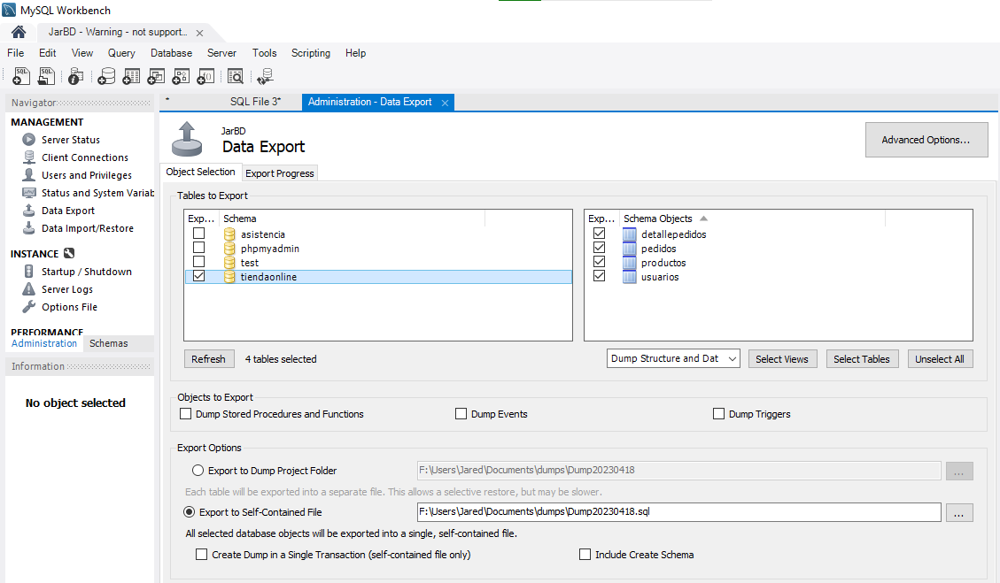 MySQL Workbench
JarBD - Warning - not support...
File Edit View Query Database Server Tools Scripting Help
Navigator
* SQL File 3* Administration - Data Export
MANAGEMENT
Server Status
Client Connections
Users and Privileges
Status and System Variab
Data Export
Data Import/Restore
INSTANCE
Startup / Shutdown
Server Logs
Options File
PERFORMANCE
Administration Schemas
Information
No object selected
JarBD
Data Export
Advanced Options...
Object Selection Export Progress
Tables to Export
Exp... Schema
asistencia
phpmyadmin
test
tiendaonline
Exp... Schema Objects
detallepedidos
pedidos
productos
usuarios
Refresh 4 tables selected
Dump Structure and Dat Select Views Select Tables Unselect All
Objects to Export
Dump Stored Procedures and Functions Dump Events Dump Triggers
Export Options
Export to Dump Project Folder F:\Users\Jared\Documents\dumps\Dump20230418 ...
Each table will be exported into a separate file. This allows a selective restore, but may be slower.
Export to Self-Contained File F:\Users\Jared\Documents\dumps\Dump20230418.sql ...
All selected database objects will be exported into a single, self-contained file.
Create Dump in a Single Transaction (self-contained file only) Include Create Schema